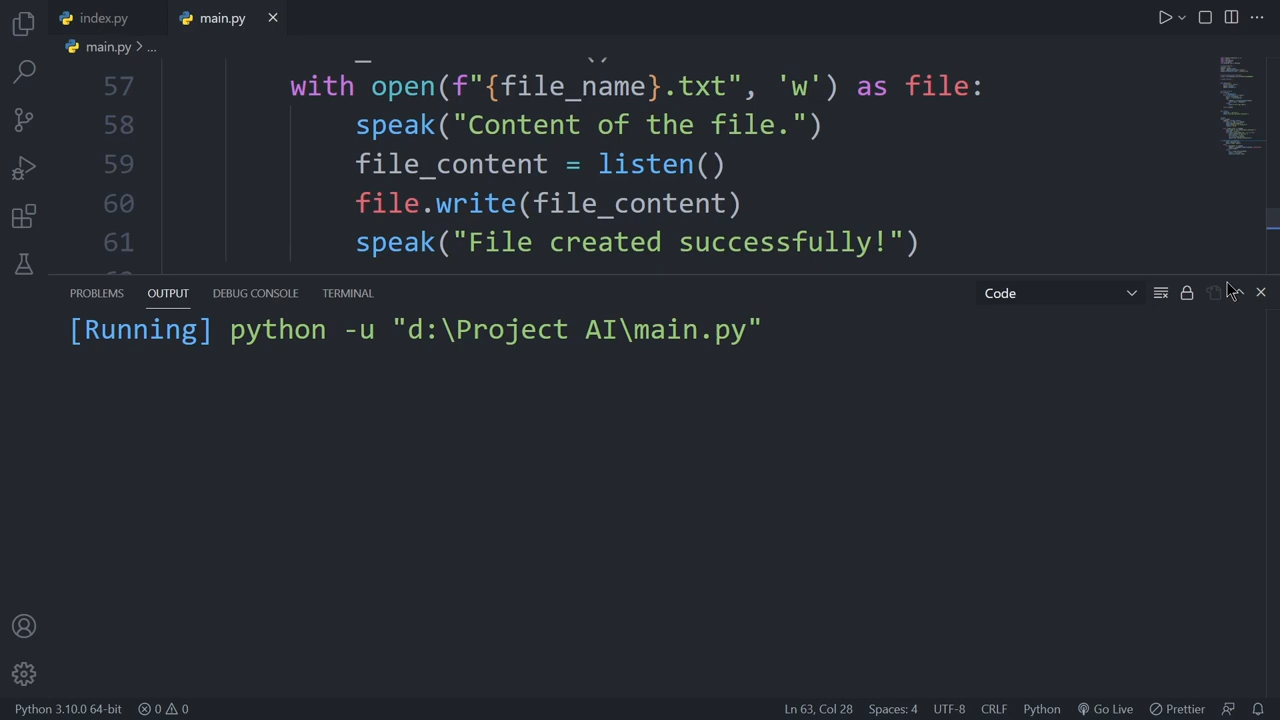 index.py
main.py
main.py > ...
57 with open(f"{file_name}.txt", 'w') as file:
58 speak("Content of the file.")
59 file_content = listen()
60 file.write(file_content)
61 speak("File created successfully!")
PROBLEMS OUTPUT DEBUG CONSOLE TERMINAL Code
[Running] python -u "d:\Project AI\main.py"
Python 3.10.0 64-bit 0 0 Ln 63, Col 28 Spaces: 4 UTF-8 CRLF Python Go Live Prettier